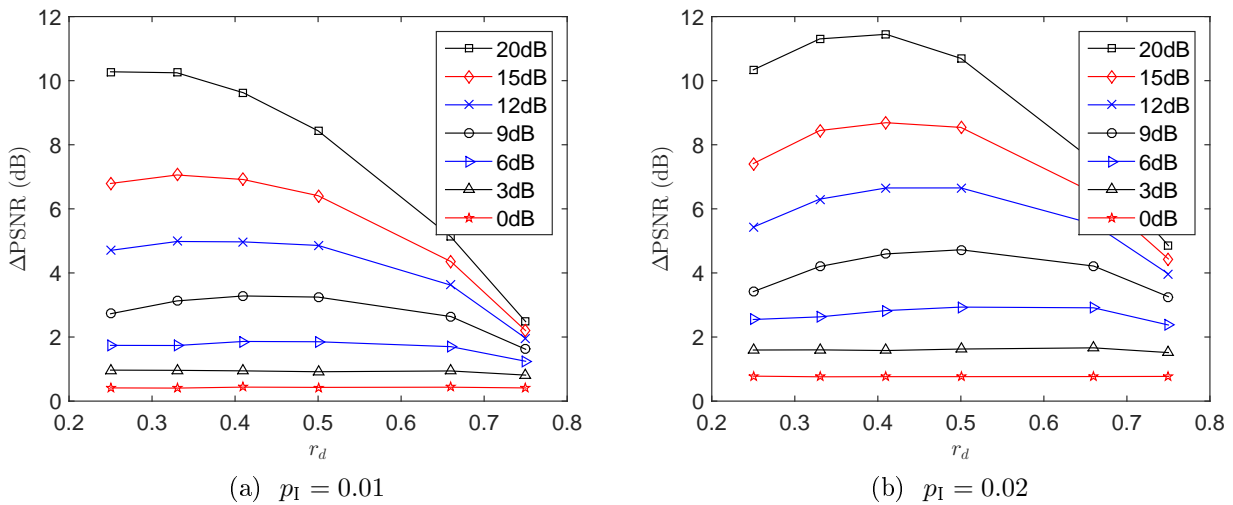 12
10
8
6
4
2
0
ΔPSNR (dB)
0.2 0.3 0.4 0.5 0.6 0.7 0.8
r_d
20dB
15dB
12dB
9dB
6dB
3dB
0dB
(a) p_I = 0.01
12
10
8
6
4
2
0
ΔPSNR (dB)
0.2 0.3 0.4 0.5 0.6 0.7 0.8
r_d
20dB
15dB
12dB
9dB
6dB
3dB
0dB
(b) p_I = 0.02